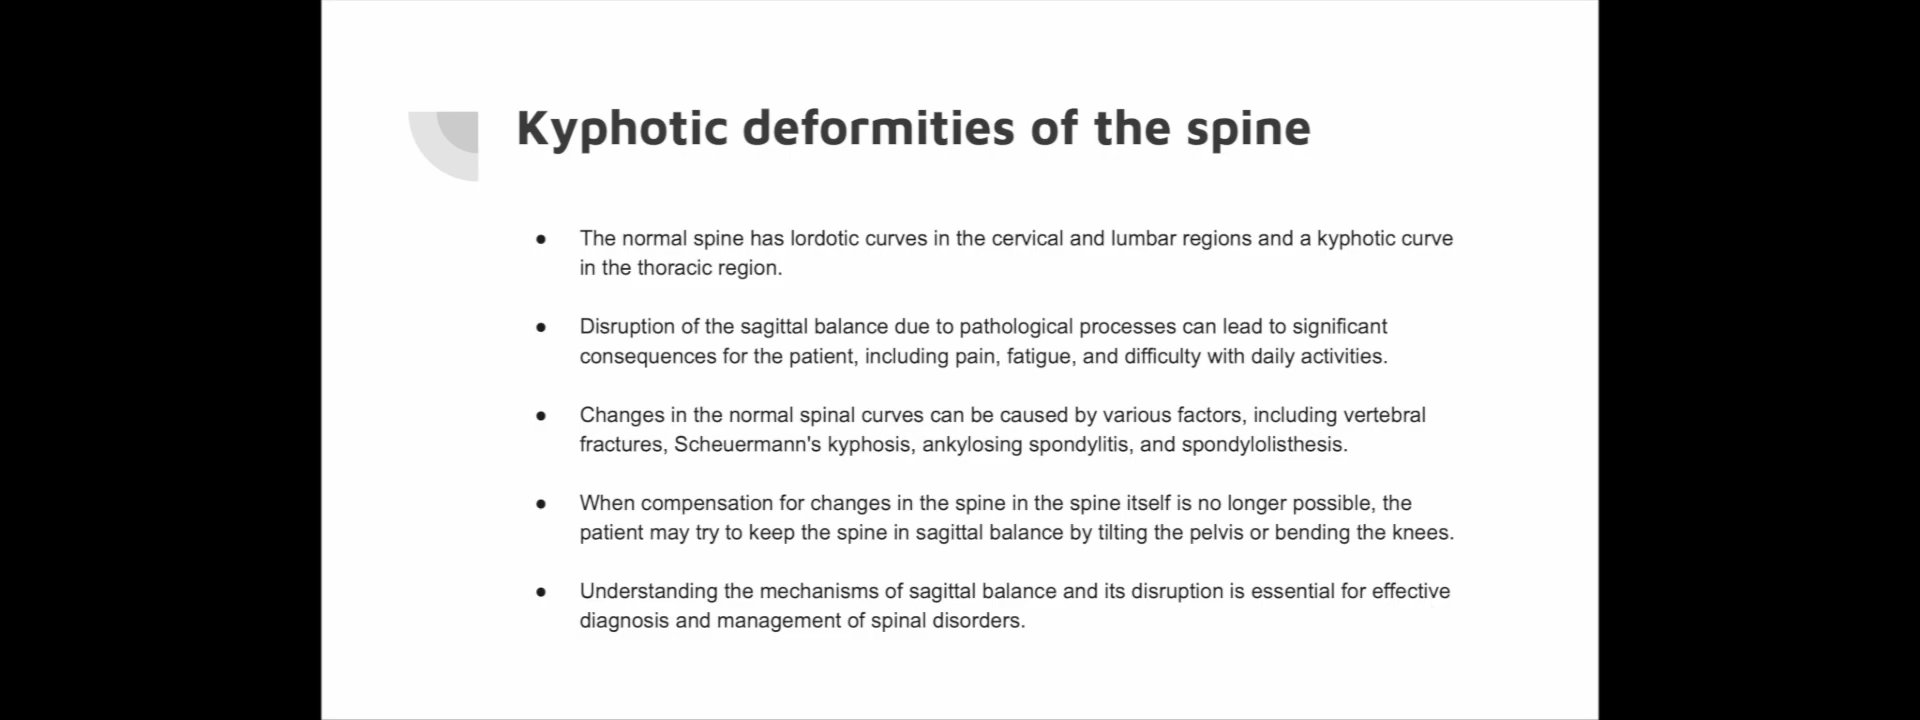 Kyphotic deformities of the spine
● The normal spine has lordotic curves in the cervical and lumbar regions and a kyphotic curve
in the thoracic region.
● Disruption of the sagittal balance due to pathological processes can lead to significant
consequences for the patient, including pain, fatigue, and difficulty with daily activities.
● Changes in the normal spinal curves can be caused by various factors, including vertebral
fractures, Scheuermann's kyphosis, ankylosing spondylitis, and spondylolisthesis.
● When compensation for changes in the spine in the spine itself is no longer possible, the
patient may try to keep the spine in sagittal balance by tilting the pelvis or bending the knees.
● Understanding the mechanisms of sagittal balance and its disruption is essential for effective
diagnosis and management of spinal disorders.